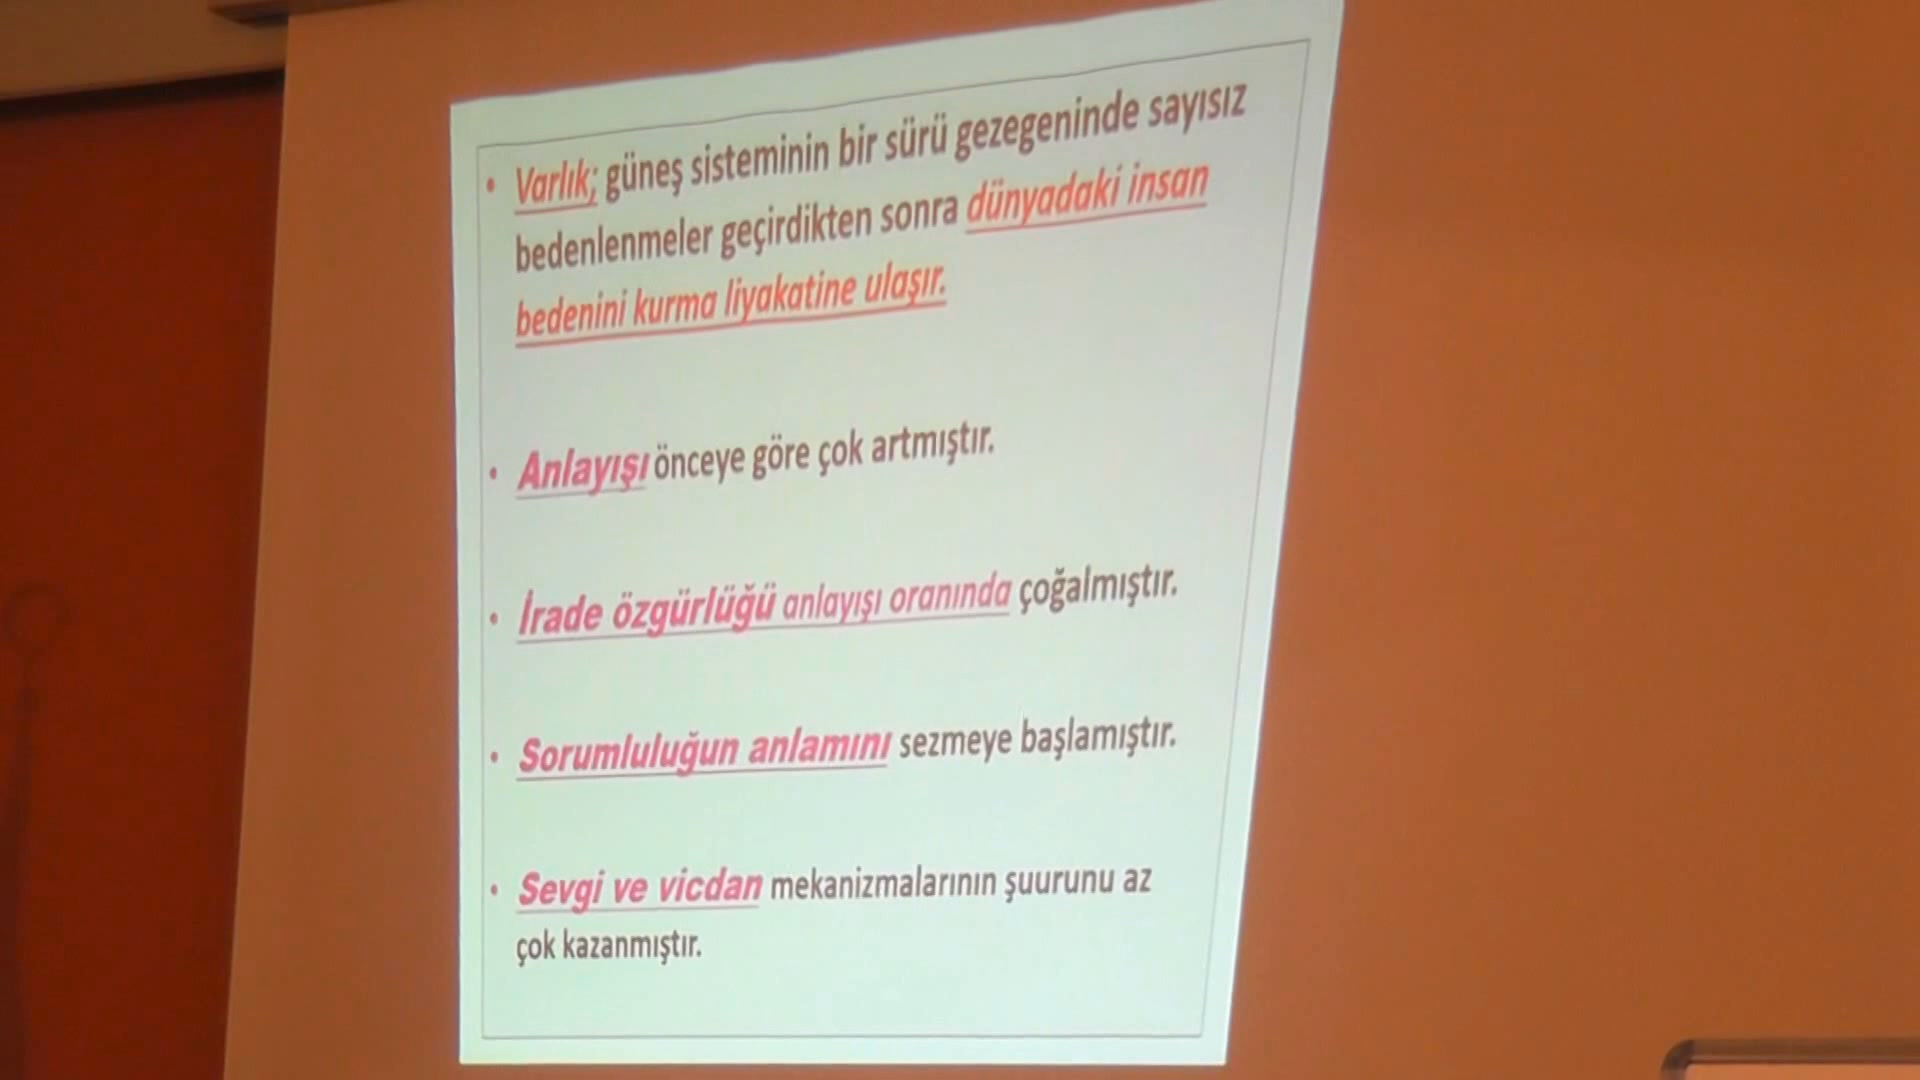 • Varlık; güneş sisteminin bir sürü gezegeninde sayısız
bedenlenmeler geçirdikten sonra dünyadaki insan
bedenini kurma liyakatine ulaşır.
• Anlayışı önceye göre çok artmıştır.
• İrade özgürlüğü anlayışı oranında çoğalmıştır.
• Sorumluluğun anlamını sezmeye başlamıştır.
• Sevgi ve vicdan mekanizmalarının şuurunu az
çok kazanmıştır.